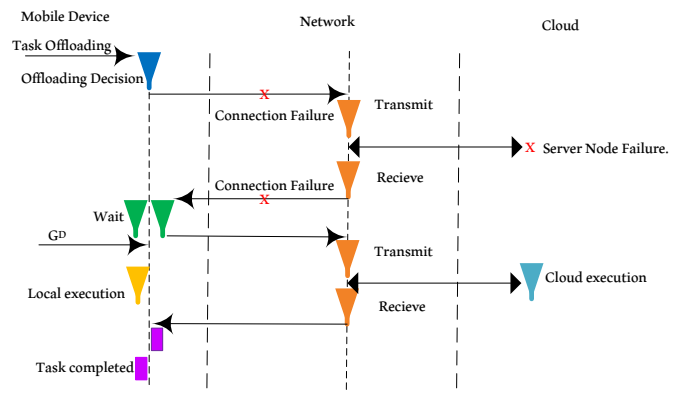 Mobile Device
Network
Cloud
Task Offloading
Offloading Decision
X
Transmit
Connection Failure
X Server Node Failure.
Recieve
Connection Failure
X
Wait
GD
Transmit
Cloud execution
Local execution
Recieve
Task completed